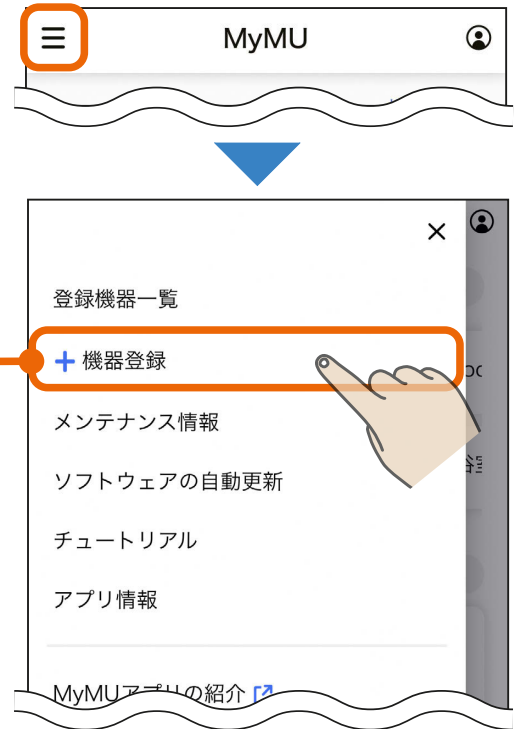 MyMU
登録機器一覧
+ 機器登録
メンテナンス情報
ソフトウェアの自動更新
チュートリアル
アプリ情報
MyMUアプリの紹介